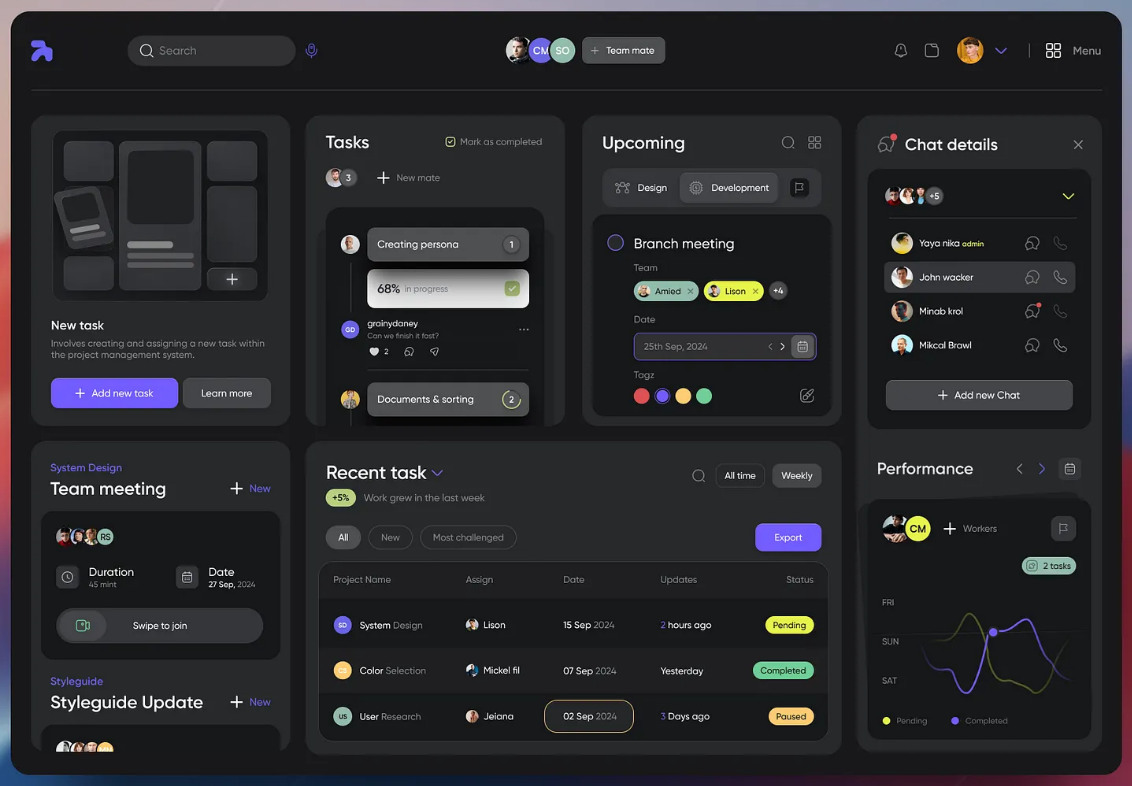 Search
CM
SO
+ Team mate
Menu
New task
Involves creating and assigning a new task within
the project management system.
+ Add new task
Learn more
Tasks
Mark as completed
3
+ New mate
Creating persona
1
68% in progress
GD
grainydaney
Can we finish it fast?
...
2
Documents & sorting
2
Upcoming
Design
Development
Branch meeting
Team
Amied ×
Lison ×
+4
Date
25th Sep, 2024
Togz
Chat details
+5
Yaya nika admin
John wacker
Minab krol
Mikcal Brawl
+ Add new Chat
System Design
Team meeting
+ New
RS
Duration
45 mint
Date
27 Sep, 2024
Swipe to join
Styleguide
Styleguide Update
+ New
Recent task
+5%
Work grew in the last week
All time
Weekly
All
New
Most challenged
Export
Project Name Assign Date Updates Status
SD System Design Lison 15 Sep 2024 2 hours ago Pending
CS Color Selection Mickel fil 07 Sep 2024 Yesterday Completed
US User Research Jeiana 02 Sep 2024 3 Days ago Paused
Performance
CM
+ Workers
2 tasks
FRI
SUN
SAT
Pending
Completed